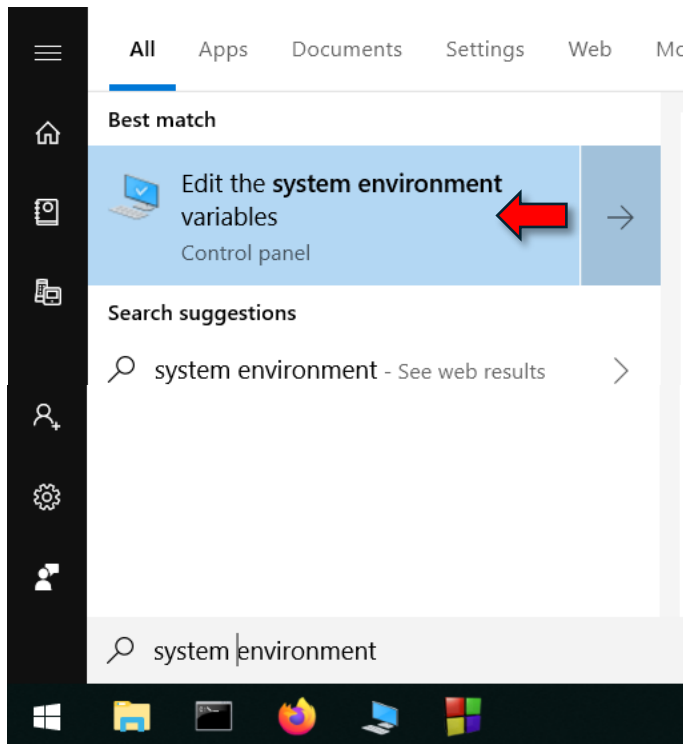 All Apps Documents Settings Web Mo
Best match
Edit the system environment
variables
Control panel
Search suggestions
system environment - See web results
system environment